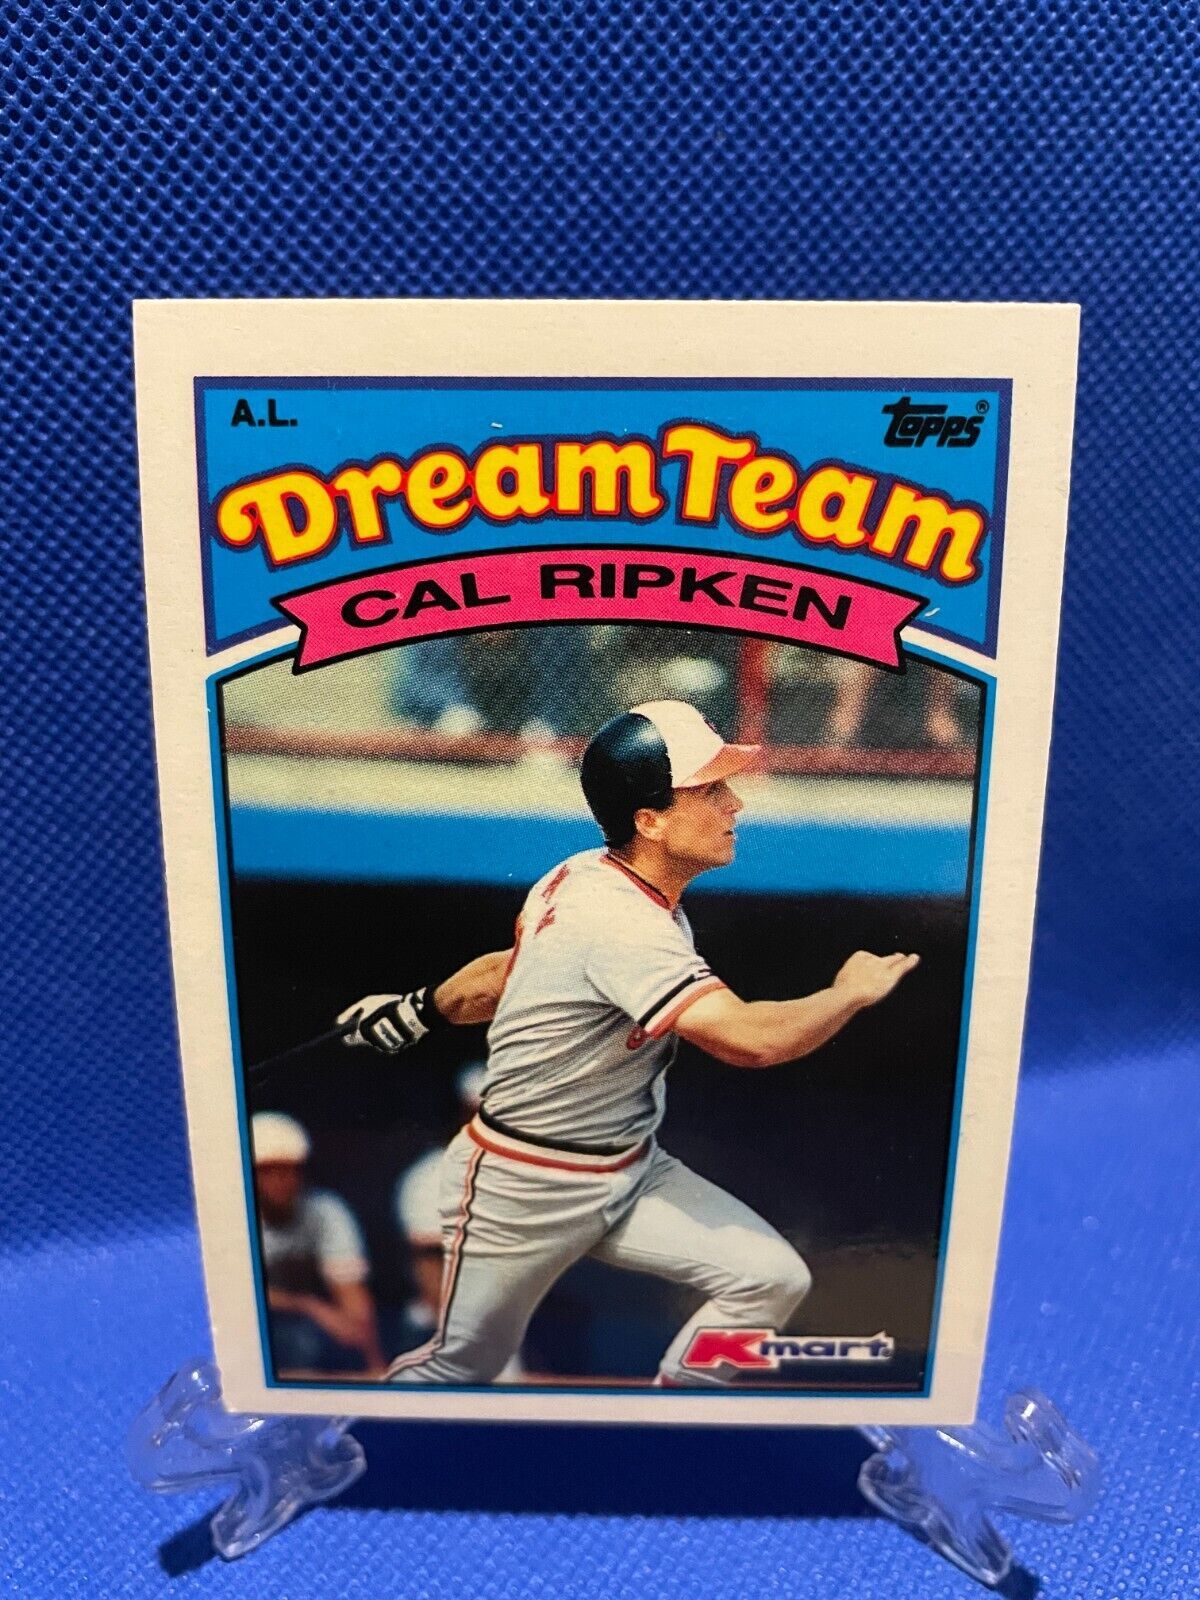 A.L.
Topps®
Dream Team
CAL RIPKEN
Kmart®